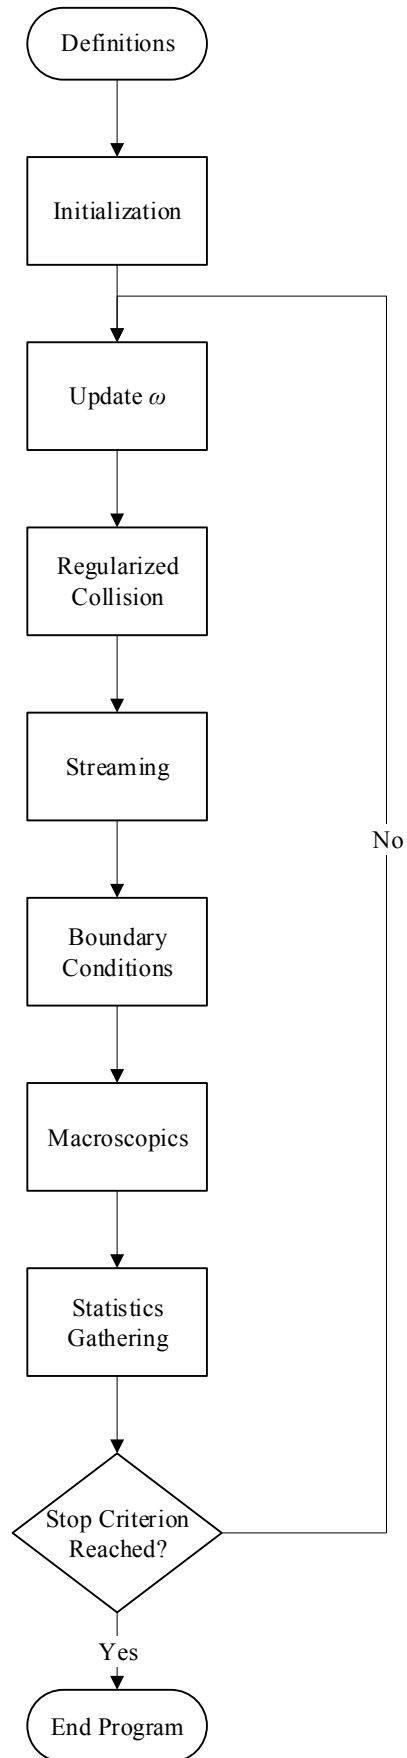 Definitions
Initialization
Update ω
Regularized
Collision
Streaming
No
Boundary
Conditions
Macroscopics
Statistics
Gathering
Stop Criterion
Reached?
Yes
End Program